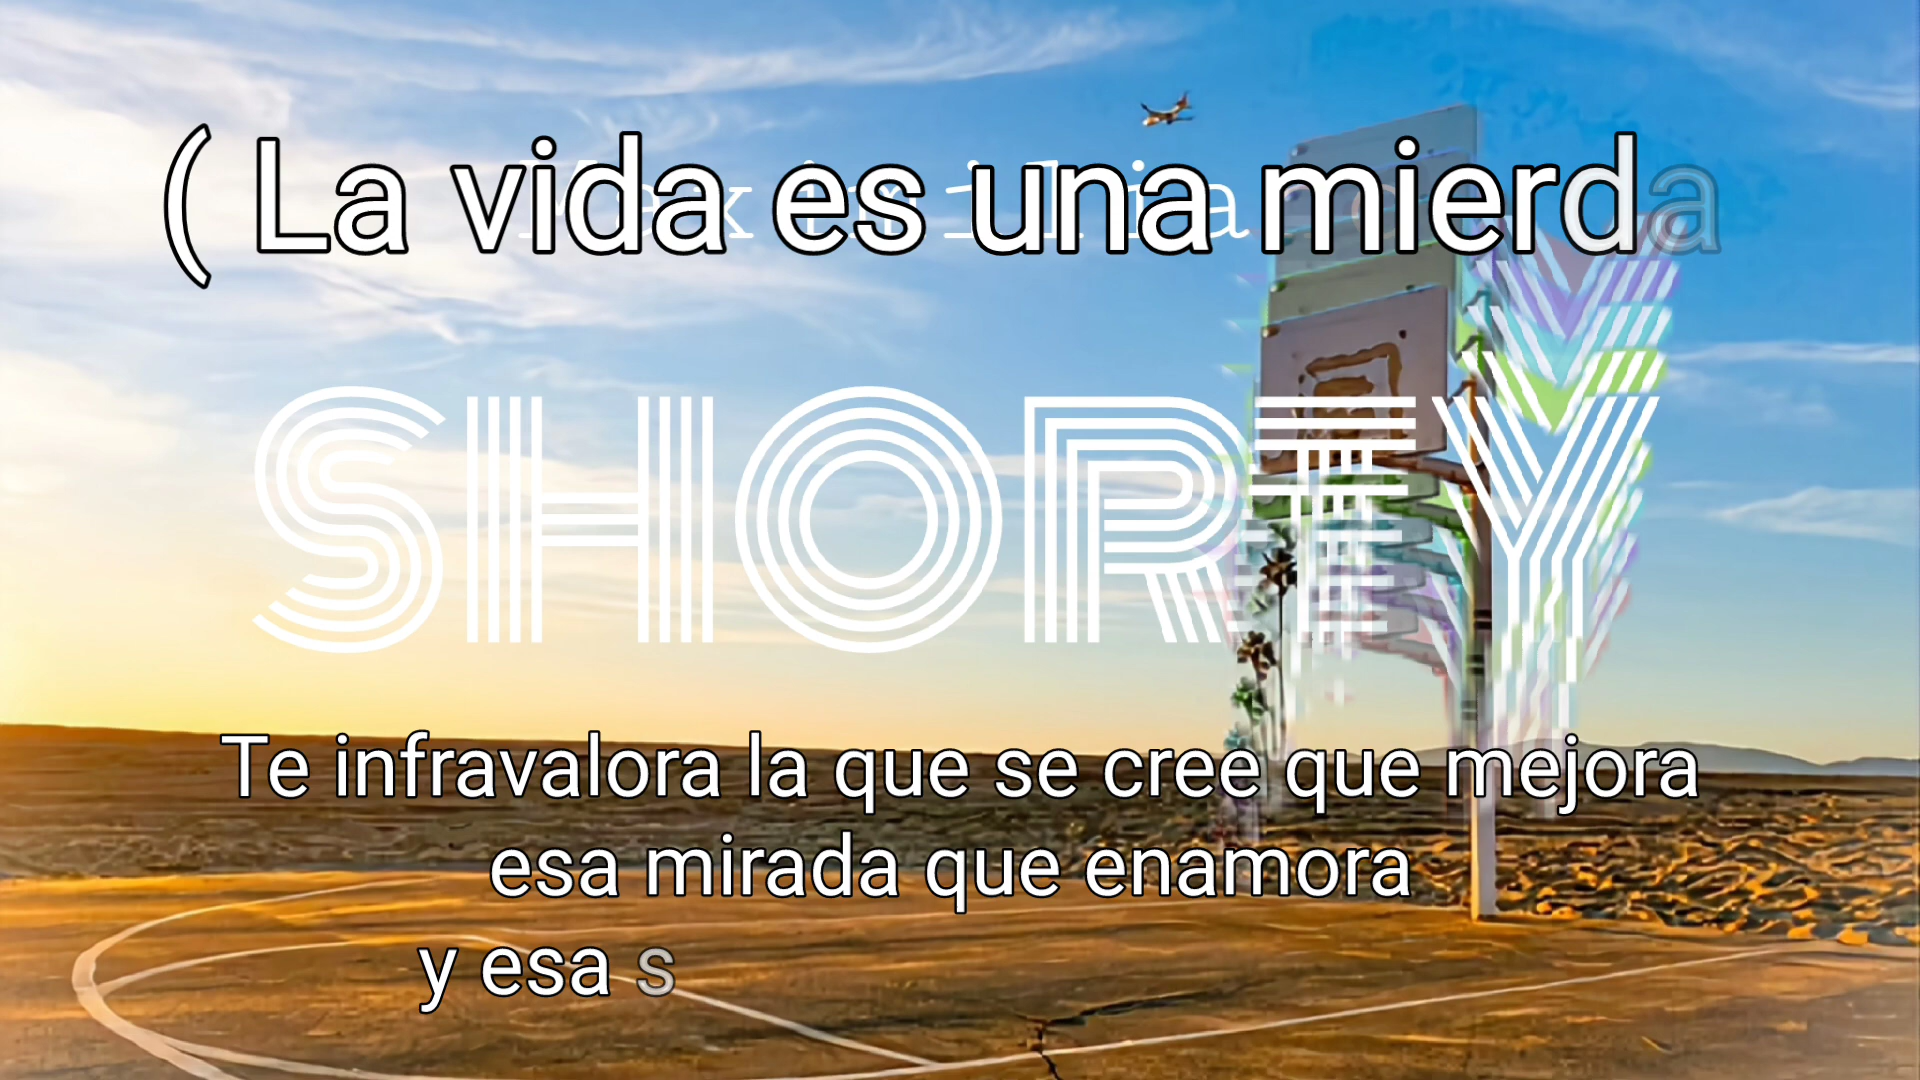 ( La vida es una mierda
SHORTY
Te infravalora la que se cree que mejora
esa mirada que enamora
y esa s